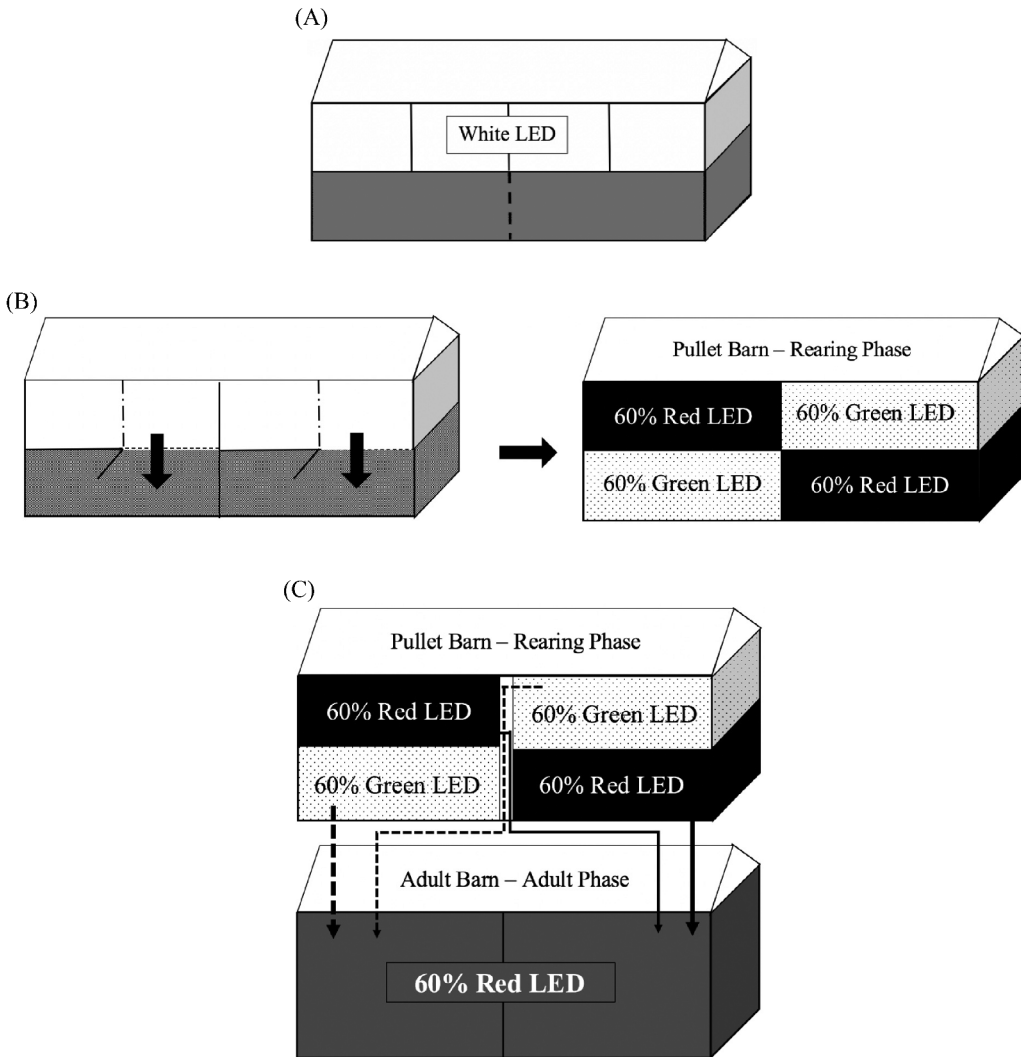 (A)
White LED
(B)
Pullet Barn – Rearing Phase
60% Red LED
60% Green LED
60% Green LED
60% Red LED
(C)
Pullet Barn – Rearing Phase
60% Red LED
60% Green LED
60% Green LED
60% Red LED
Adult Barn – Adult Phase
60% Red LED